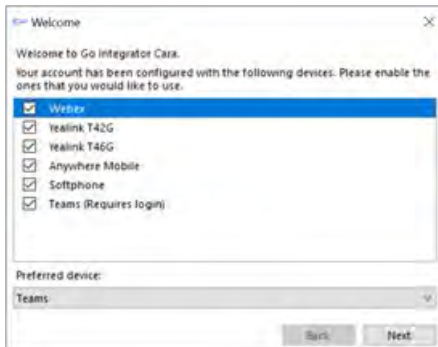 Welcome
Welcome to Go Integrator Cara.
Your account has been configured with the following devices. Please enable the
ones that you would like to use.
Webex
Yealink T42G
Yealink T46G
Anywhere Mobile
Softphone
Teams (Requires login)
Preferred device:
Teams
Back Next